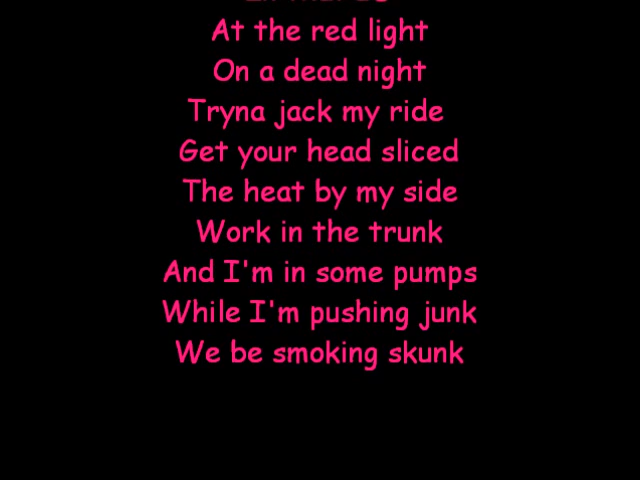 At the red light
On a dead night
Tryna jack my ride
Get your head sliced
The heat by my side
Work in the trunk
And I'm in some pumps
While I'm pushing junk
We be smoking skunk